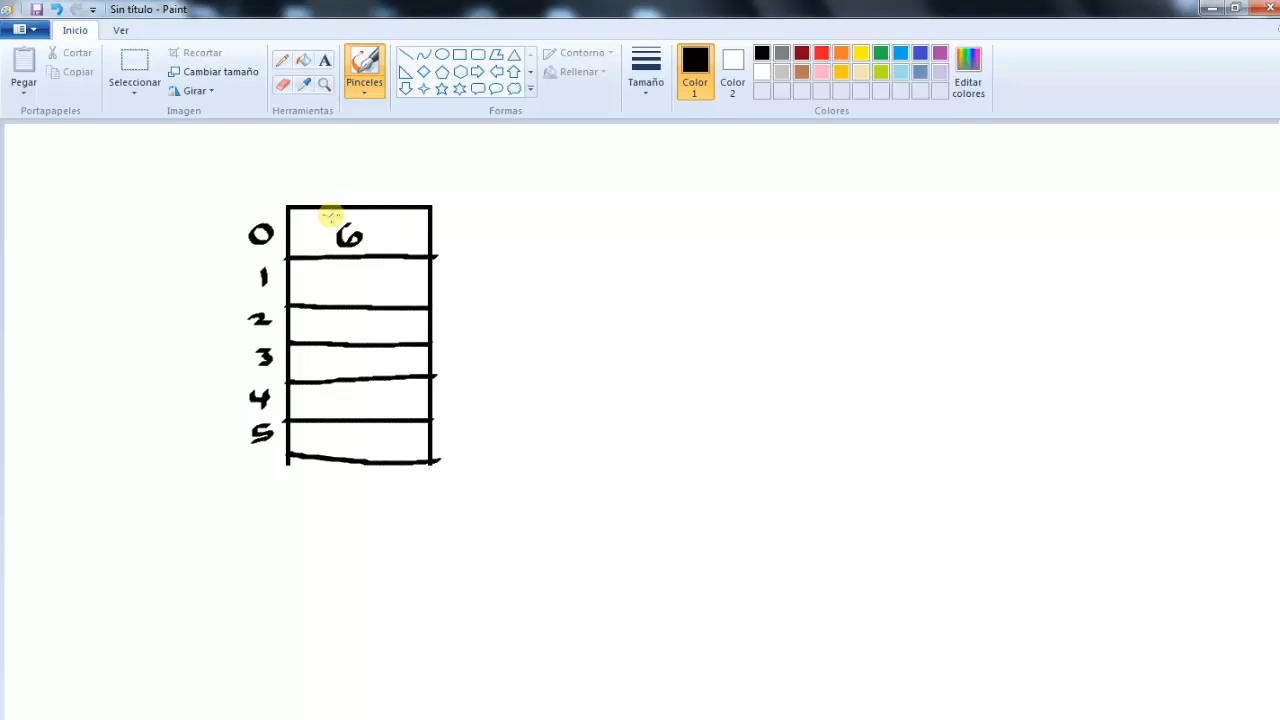 Sin título - Paint
Inicio Ver
Pegar
Cortar
Copiar
Portapapeles
Seleccionar
Recortar
Cambiar tamaño
Girar
Imagen
A
Herramientas
Pinceles
Contorno
Rellenar
Formas
Tamaño
Color 1
Color 2
Editar colores
Colores
0 6
1
2
3
4
5